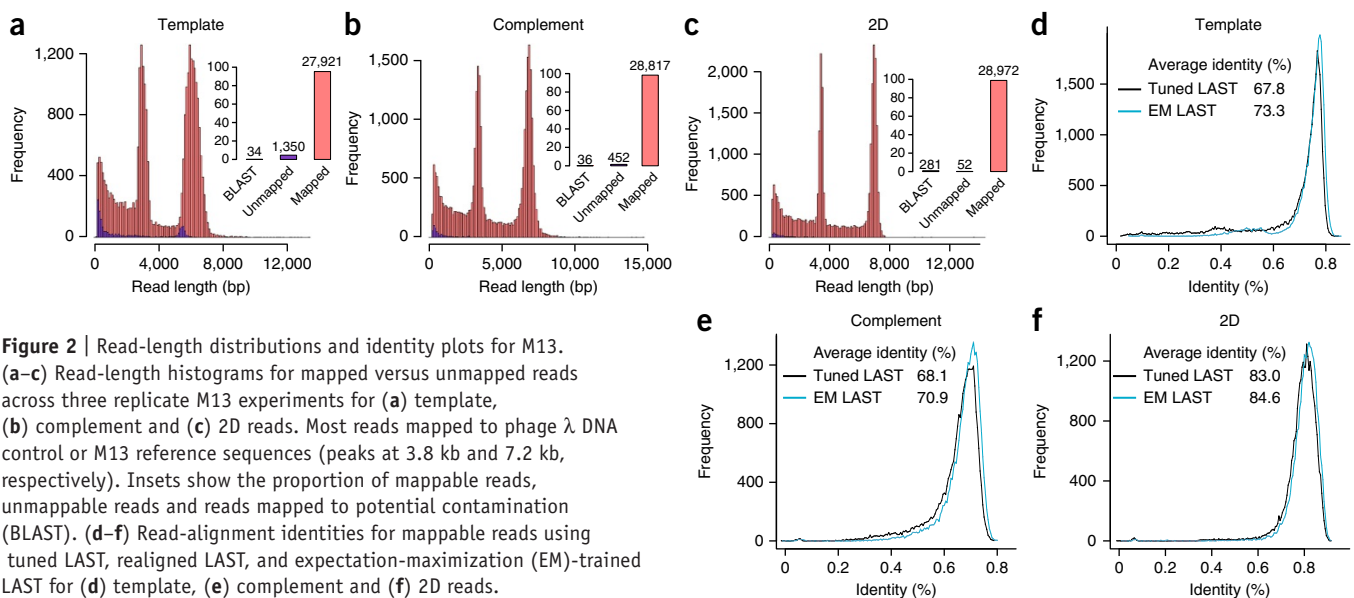 a
Template
1,200
800
400
0
Frequency
0
4,000
8,000
12,000
Read length (bp)
100
80
60
40
20
0
34
1,350
27,921
BLAST
Unmapped
Mapped
b
Complement
1,500
1,000
500
0
Frequency
0
5,000
10,000
15,000
Read length (bp)
100
80
60
40
20
0
36
452
28,817
BLAST
Unmapped
Mapped
c
2D
2,000
1,500
1,000
500
0
Frequency
0
4,000
8,000
12,000
Read length (bp)
100
80
60
40
20
0
281
52
28,972
BLAST
Unmapped
Mapped
d
Template
Average identity (%)
Tuned LAST 67.8
EM LAST 73.3
1,500
1,000
500
0
Frequency
0
0.2
0.4
0.6
0.8
Identity (%)
Figure 2 | Read-length distributions and identity plots for M13.
(a–c) Read-length histograms for mapped versus unmapped reads
across three replicate M13 experiments for (a) template,
(b) complement and (c) 2D reads. Most reads mapped to phage λ DNA
control or M13 reference sequences (peaks at 3.8 kb and 7.2 kb,
respectively). Insets show the proportion of mappable reads,
unmappable reads and reads mapped to potential contamination
(BLAST). (d–f) Read-alignment identities for mappable reads using
tuned LAST, realigned LAST, and expectation-maximization (EM)-trained
LAST for (d) template, (e) complement and (f) 2D reads.
e
Complement
Average identity (%)
Tuned LAST 68.1
EM LAST 70.9
1,200
800
400
0
Frequency
0
0.2
0.4
0.6
0.8
Identity (%)
f
2D
Average identity (%)
Tuned LAST 83.0
EM LAST 84.6
1,200
800
400
0
Frequency
0
0.2
0.4
0.6
0.8
Identity (%)